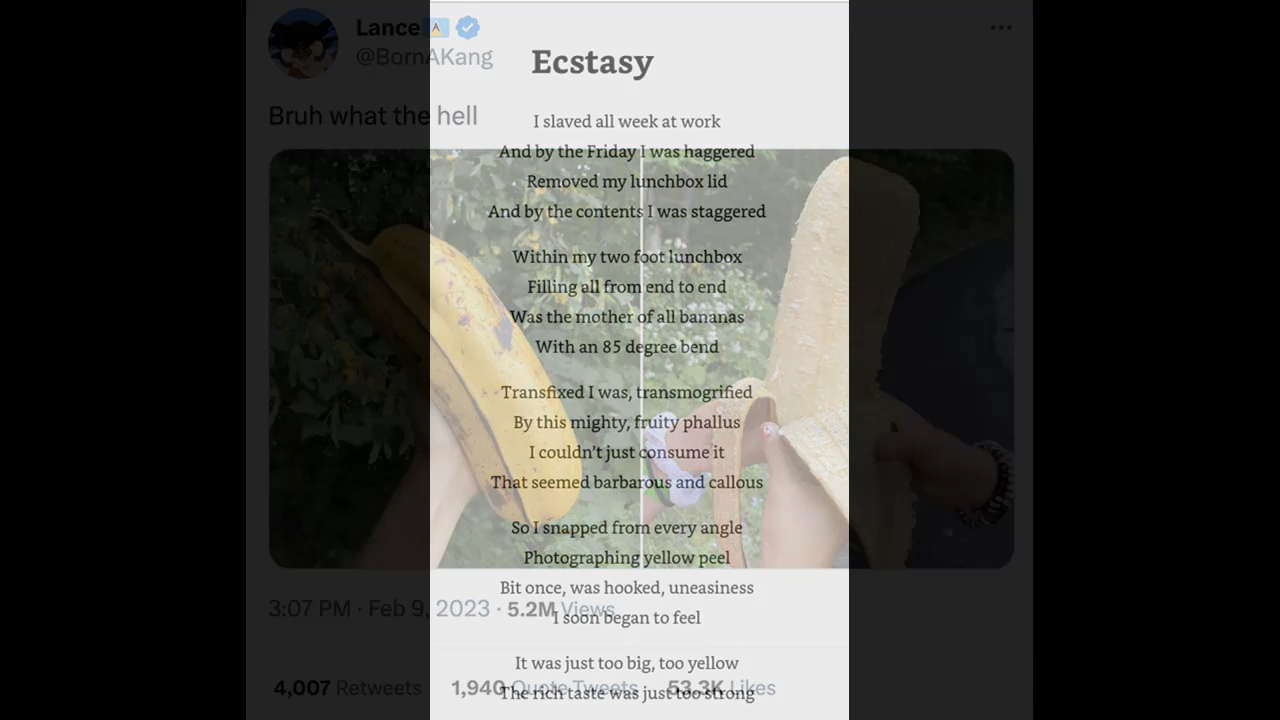 Lance
@BornAKang
Bruh what the hell
Ecstasy
I slaved all week at work
And by the Friday I was haggered
Removed my lunchbox lid
And by the contents I was staggered
Within my two foot lunchbox
Filling all from end to end
Was the mother of all bananas
With an 85 degree bend
Transfixed I was, transmogrified
By this mighty, fruity phallus
I couldn't just consume it
That seemed barbarous and callous
So I snapped from every angle
Photographing yellow peel
Bit once, was hooked, uneasiness
I soon began to feel
It was just too big, too yellow
The rich taste was just too strong
3:07 PM · Feb 9, 2023 · 5.2M Views
4,007 Retweets 1,940 Quote Tweets 53.3K Likes